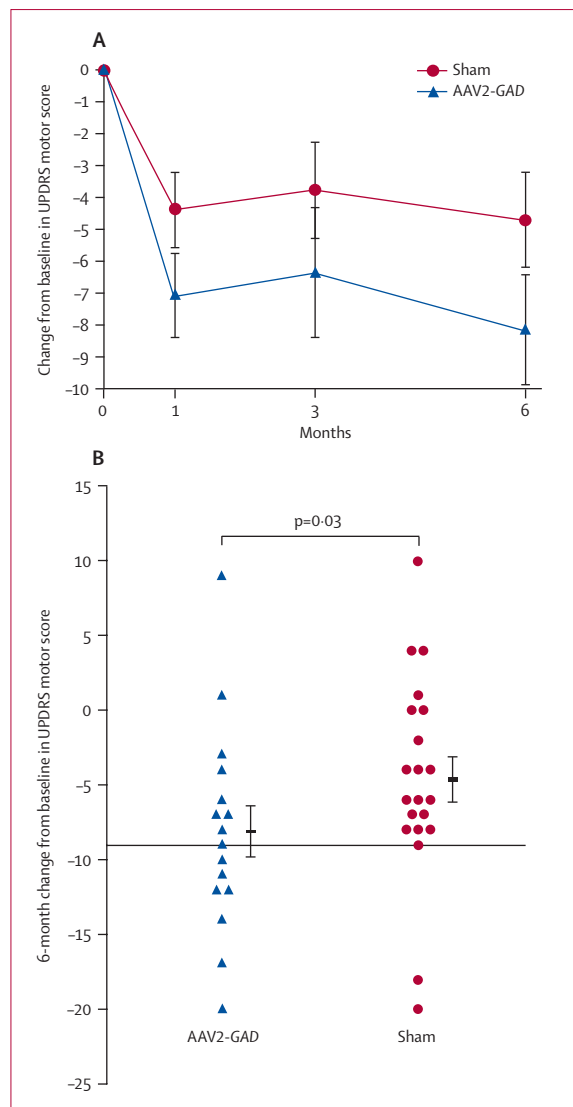 A
Sham
AAV2-GAD
Change from baseline in UPDRS motor score
0
–1
–2
–3
–4
–5
–6
–7
–8
–9
–10
0
1
3
6
Months
B
p=0·03
6-month change from baseline in UPDRS motor score
15
10
5
0
–5
–10
–15
–20
–25
AAV2-GAD
Sham